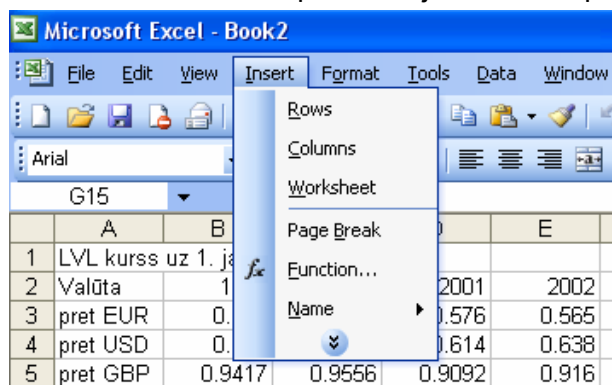 Microsoft Excel - Book2
File Edit View Insert Format Tools Data Window
Rows
Columns
Worksheet
Page Break
fx Function...
Name
Arial
G15
A B E
1 LVL kurss uz 1. 
2 Valūta 1 2001 2002
3 pret EUR 0. 0.576 0.565
4 pret USD 0. 0.614 0.638
5 pret GBP 0.9417 0.9556 0.9092 0.916